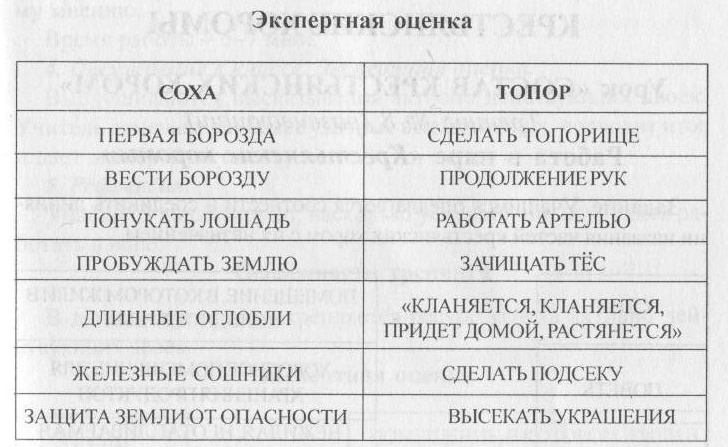 Экспертная оценка
СОХА ТОПОР
ПЕРВАЯ БОРОЗДА СДЕЛАТЬ ТОПОРИЩЕ
ВЕСТИ БОРОЗДУ ПРОДОЛЖЕНИЕ РУК
ПОНУКАТЬ ЛОШАДЬ РАБОТАТЬ АРТЕЛЬЮ
ПРОБУЖДАТЬ ЗЕМЛЮ ЗАЧИЩАТЬ ТЁС
ДЛИННЫЕ ОГЛОБЛИ «КЛАНЯЕТСЯ, КЛАНЯЕТСЯ,
ПРИДЕТ ДОМОЙ, РАСТЯНЕТСЯ»
ЖЕЛЕЗНЫЕ СОШНИКИ СДЕЛАТЬ ПОДСЕКУ
ЗАЩИТА ЗЕМЛИ ОТ ОПАСНОСТИ ВЫСЕКАТЬ УКРАШЕНИЯ